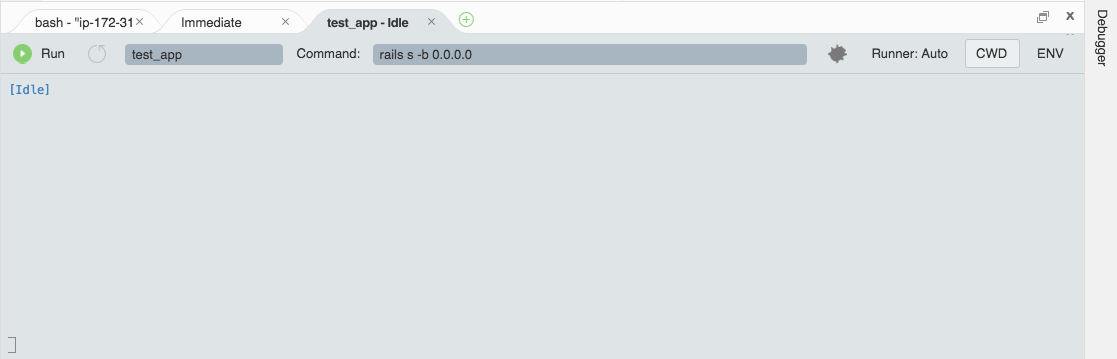 bash - "ip-172-31
Immediate
test_app - Idle
Run
test_app
Command:
rails s -b 0.0.0.0
Runner: Auto
CWD
ENV
[Idle]
Debugger